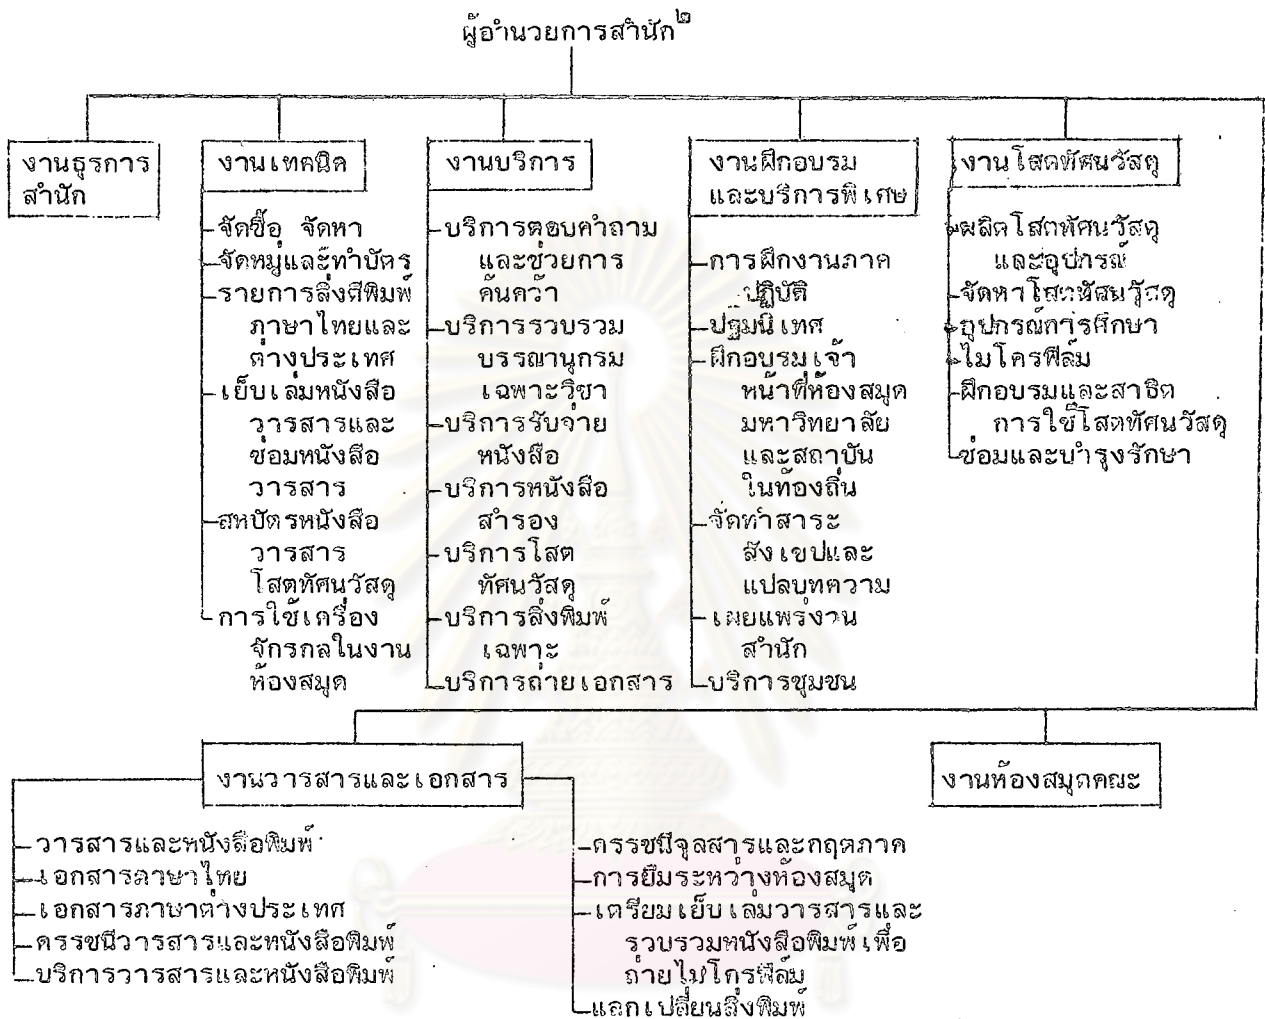 ผู้อำนวยการสำนัก๒
งานธุรการ
สำนัก
งานเทคนิค
จัดซื้อ จัดหา
จัดหมู่และทำบัตร
รายการสิ่งตีพิมพ์
ภาษาไทยและ
ต่างประเทศ
เย็บเล่มหนังสือ
วารสารและ
ซ่อมหนังสือ
วารสาร
สหบัตรหนังสือ
วารสาร
โสตทัศนวัสดุ
การใช้เครื่อง
จักรกลในงาน
ห้องสมุด
งานบริการ
บริการตอบคำถาม
และช่วยการ
ค้นคว้า
บริการรวบรวม
บรรณานุกรม
เฉพาะวิชา
บริการรับจ่าย
หนังสือ
บริการหนังสือ
สำรอง
บริการโสต
ทัศนวัสดุ
บริการสิ่งพิมพ์
เฉพาะ
บริการถ่ายเอกสาร
งานฝึกอบรม
และบริการพิเศษ
การฝึกงานภาค
ปฏิบัติ
ปฐมนิเทศ
ฝึกอบรมเจ้า
หน้าที่ห้องสมุด
มหาวิทยาลัย
และสถาบัน
ในท้องถิ่น
จัดทำสาระ
สังเขปและ
แปลบทความ
เผยแพร่งาน
สำนัก
บริการชุมชน
งานโสตทัศนวัสดุ
ผลิตโสตทัศนวัสดุ
และอุปกรณ์
จัดหาโสตทัศนวัสดุ
อุปกรณ์การศึกษา
ไมโครฟิล์ม
ฝึกอบรมและสาธิต
การใช้โสตทัศนวัสดุ
ซ่อมและบำรุงรักษา
งานวารสารและเอกสาร
วารสารและหนังสือพิมพ์
เอกสารภาษาไทย
เอกสารภาษาต่างประเทศ
ดรรชนีวารสารและหนังสือพิมพ์
บริการวารสารและหนังสือพิมพ์
ดรรชนีจุลสารและกฤตภาค
การยืมระหว่างห้องสมุด
เตรียมเย็บเล่มวารสารและ
รวบรวมหนังสือพิมพ์เพื่อ
ถ่ายไมโครฟิล์ม
แลกเปลี่ยนสิ่งพิมพ์
งานห้องสมุดคณะ